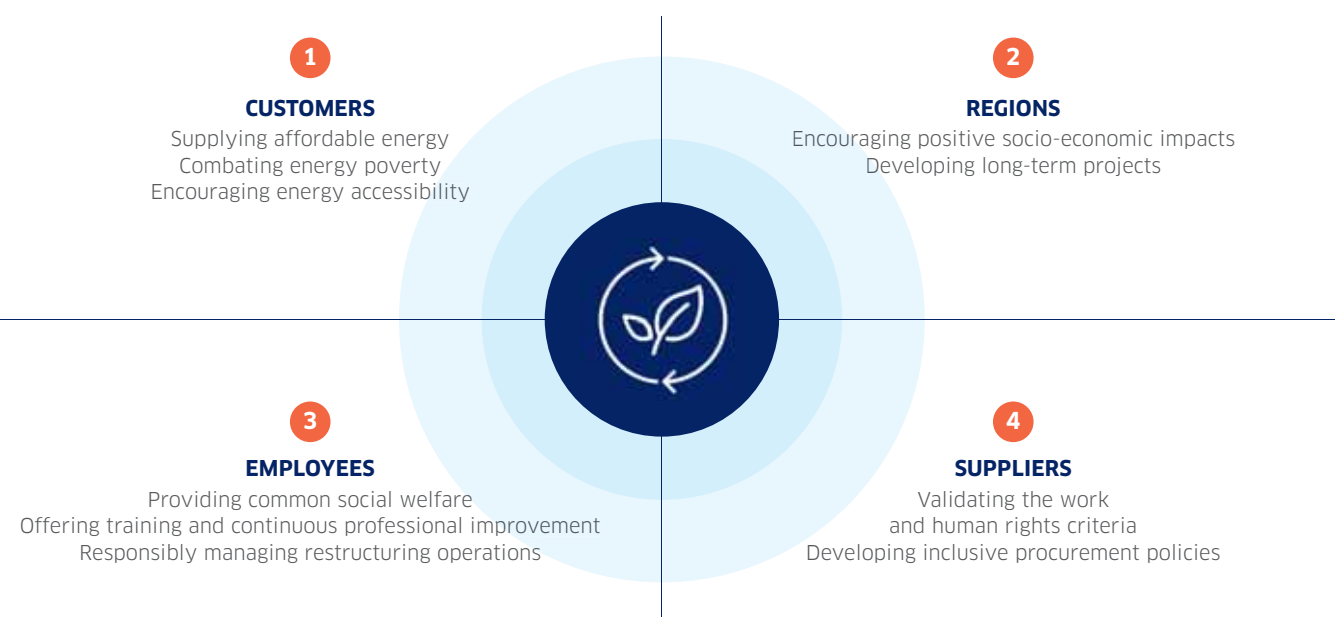 1
CUSTOMERS
Supplying affordable energy
Combating energy poverty
Encouraging energy accessibility
2
REGIONS
Encouraging positive socio-economic impacts
Developing long-term projects
3
EMPLOYEES
Providing common social welfare
Offering training and continuous professional improvement
Responsibly managing restructuring operations
4
SUPPLIERS
Validating the work
and human rights criteria
Developing inclusive procurement policies